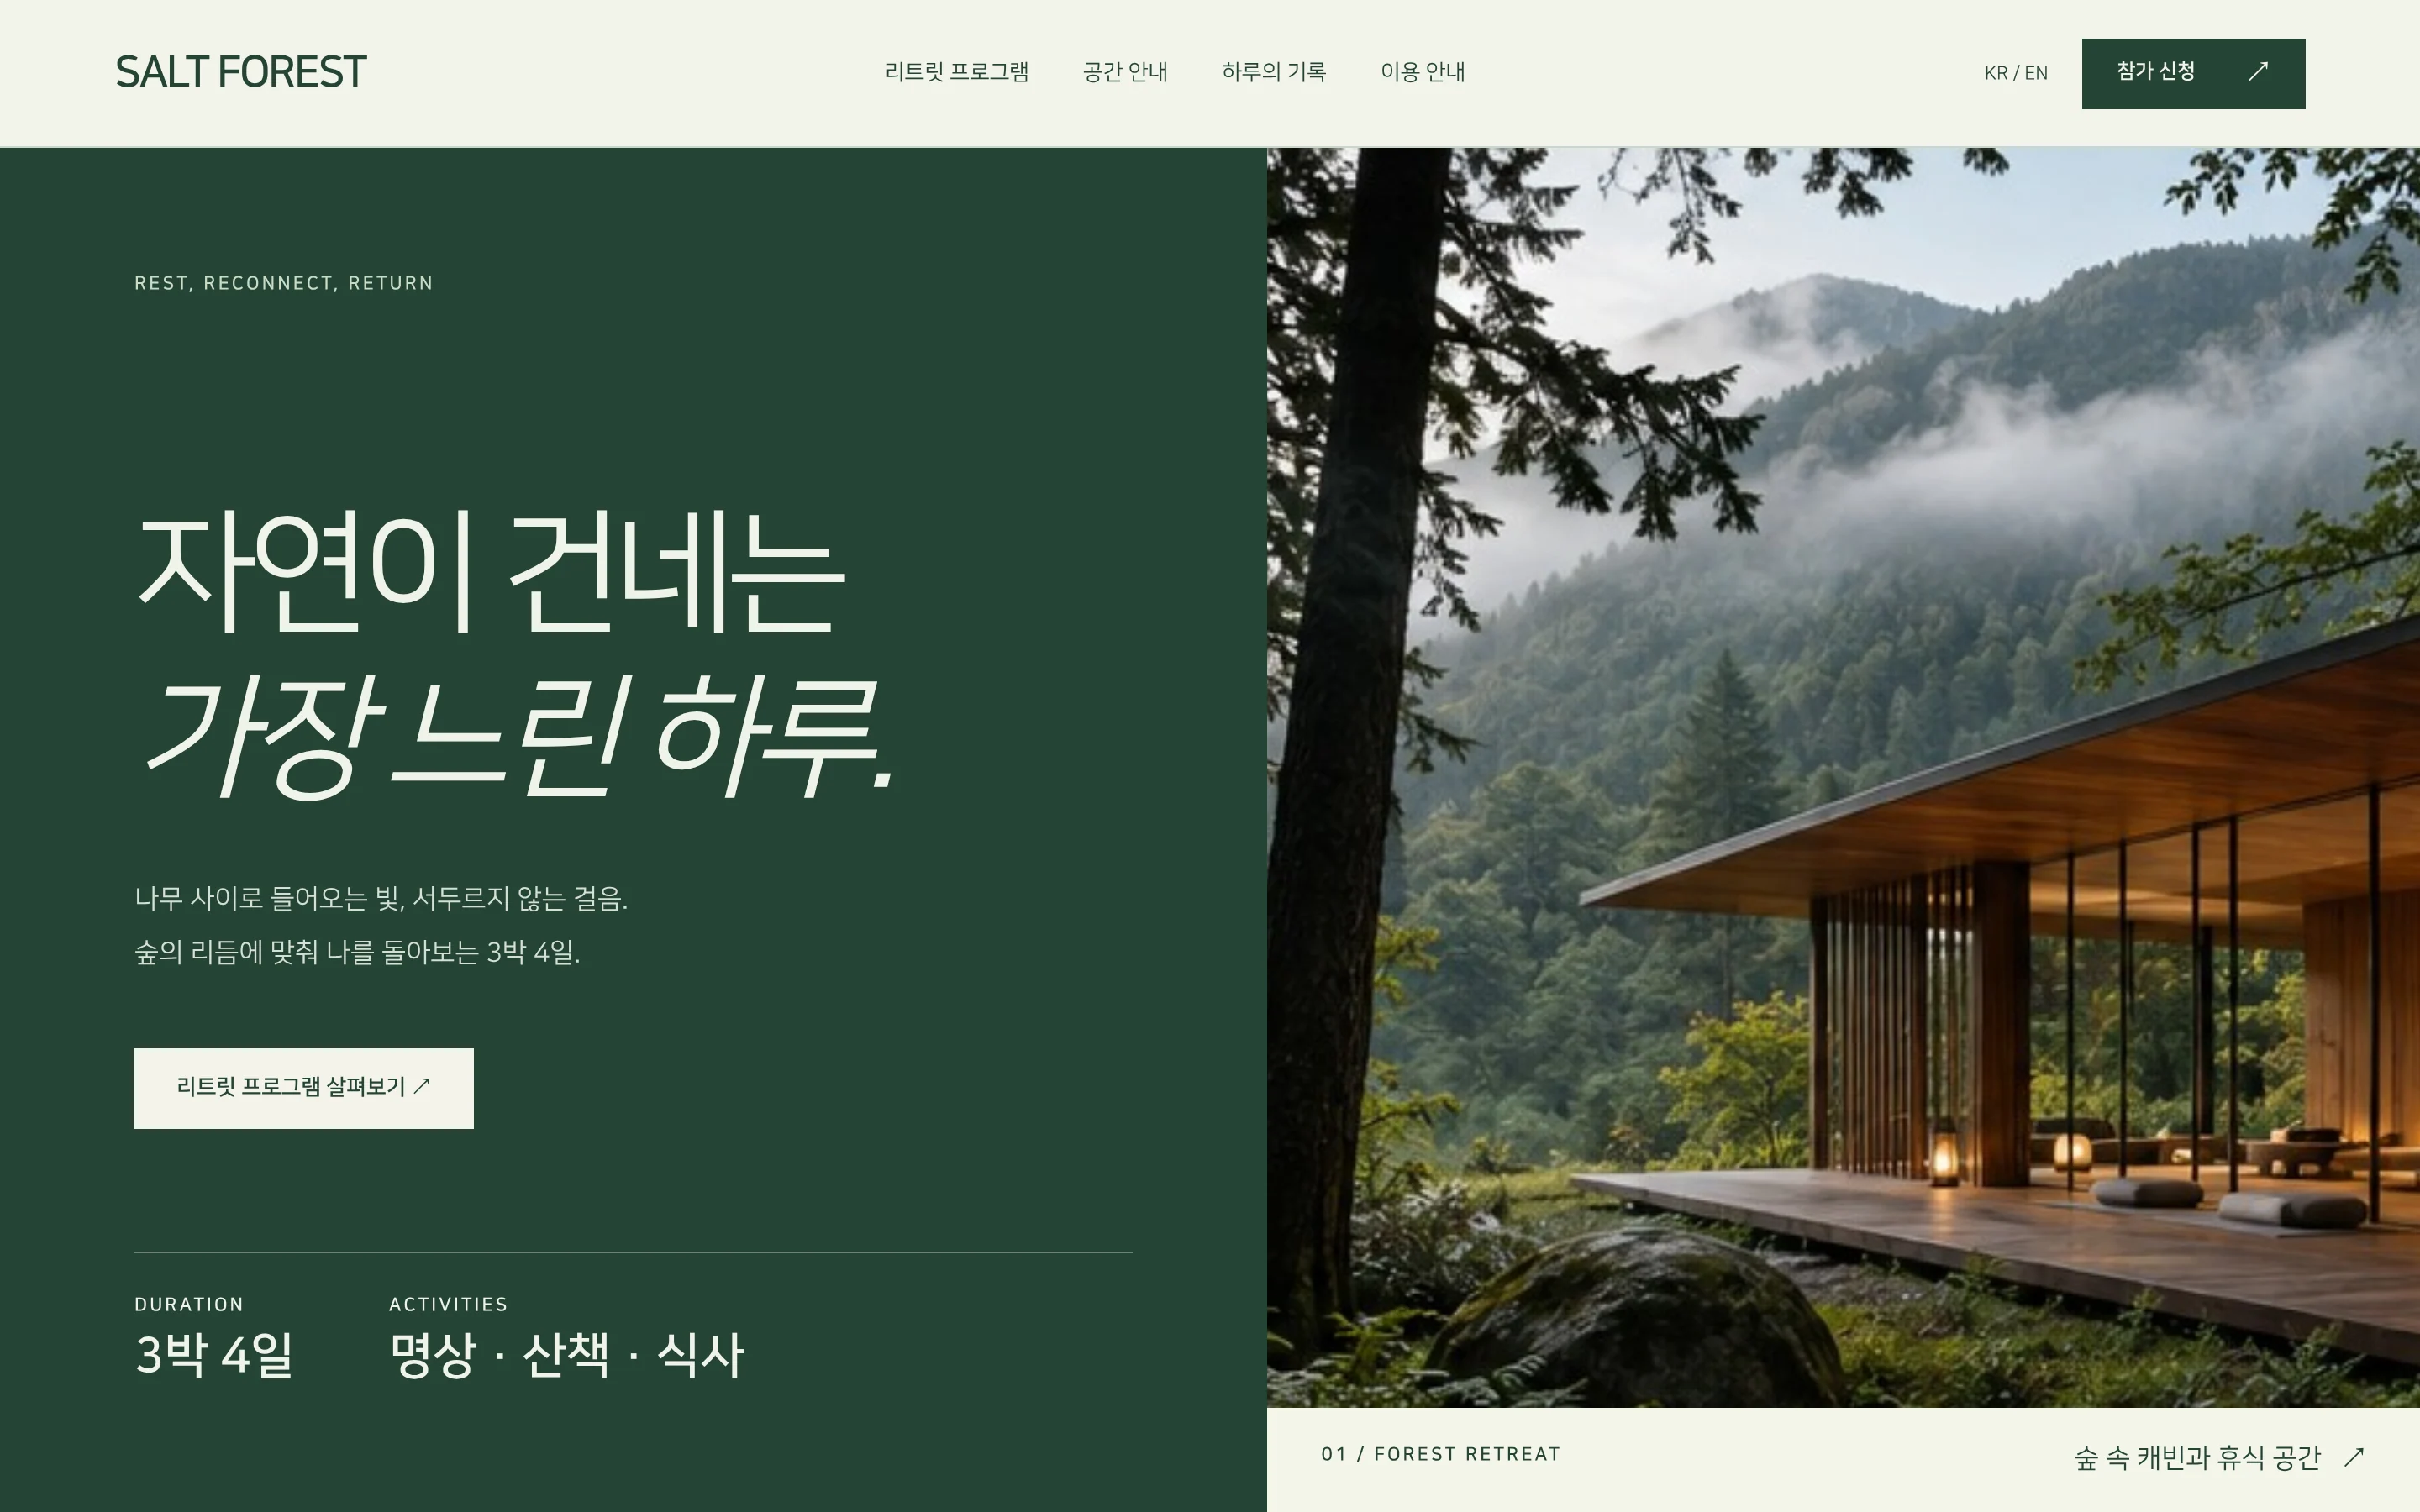 SALT FOREST
리트릿 프로그램
공간 안내
하루의 기록
이용 안내
KR / EN
참가 신청 ↗
REST, RECONNECT, RETURN
자연이 건네는
가장 느린 하루.
나무 사이로 들어오는 빛, 서두르지 않는 걸음.
숲의 리듬에 맞춰 나를 돌아보는 3박 4일.
리트릿 프로그램 살펴보기 ↗
DURATION
3박 4일
ACTIVITIES
명상 · 산책 · 식사
01 / FOREST RETREAT
숲 속 캐빈과 휴식 공간 ↗